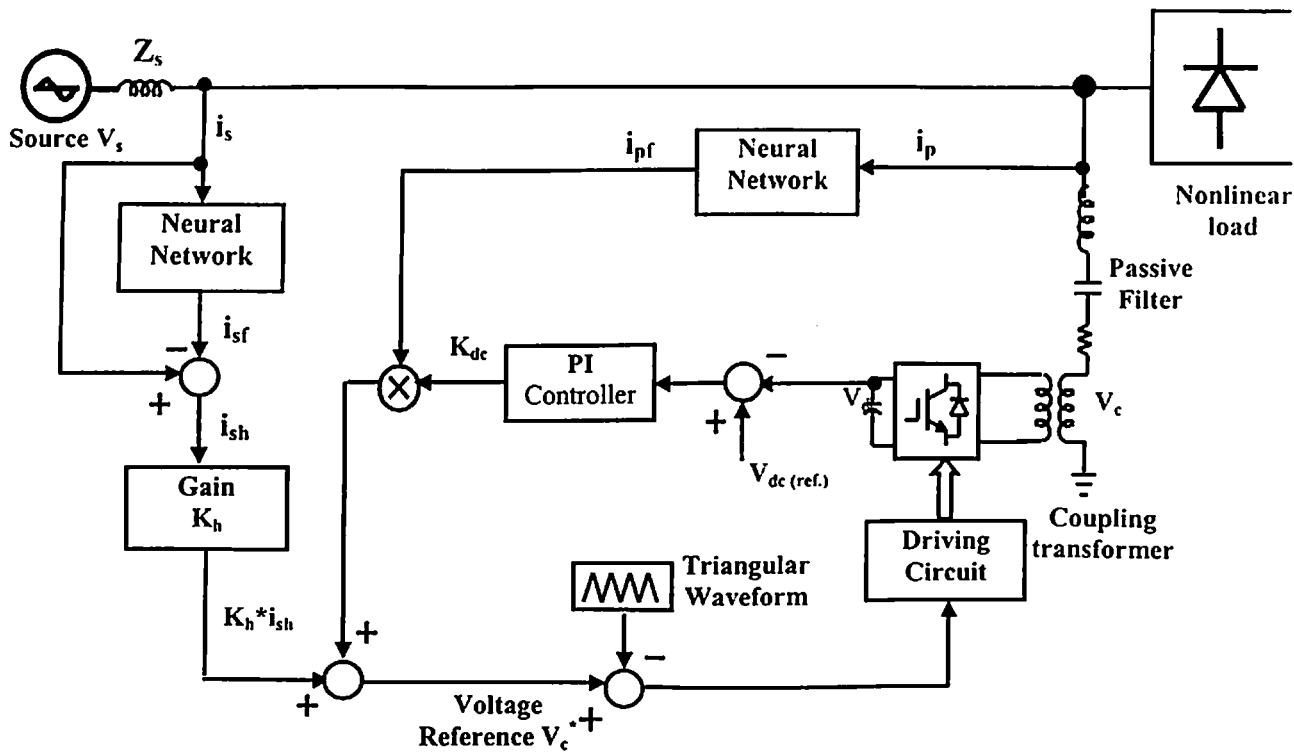 Z_s
Source V_s
i_s
i_pf
Neural
Network
i_p
Nonlinear
load
Neural
Network
Passive
Filter
i_sf
−
+
K_dc
PI
Controller
−
+
V_dc (ref.)
V
V_c
i_sh
Gain
K_h
Coupling
transformer
Driving
Circuit
Triangular
Waveform
K_h*i_sh
+
+
−
+
Voltage
Reference V_c*